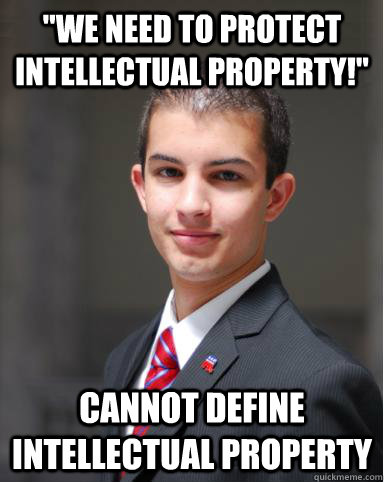 "WE NEED TO PROTECT
INTELLECTUAL PROPERTY!"
CANNOT DEFINE
INTELLECTUAL PROPERTY
quickmeme.com